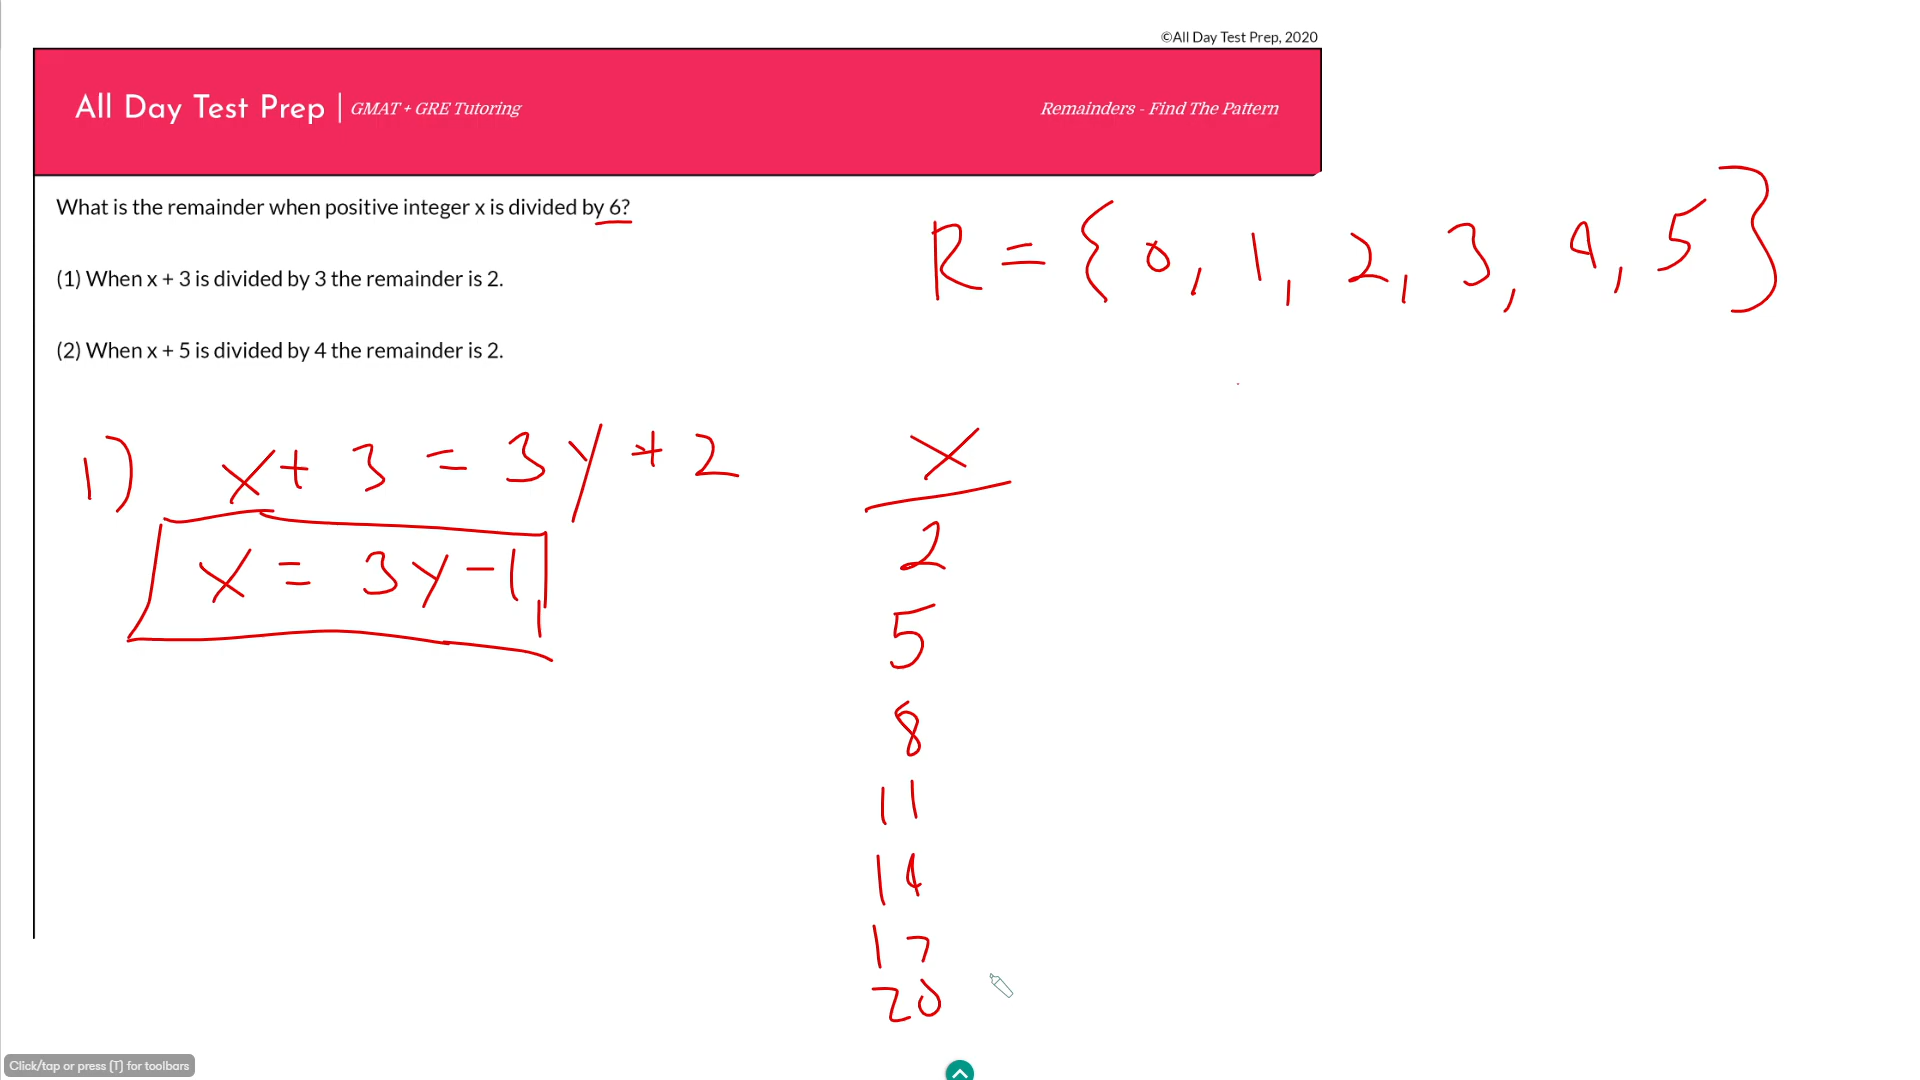 ©All Day Test Prep, 2020
All Day Test Prep | GMAT + GRE Tutoring
Remainders - Find The Pattern
What is the remainder when positive integer x is divided by 6?
R = {0, 1, 2, 3, 4, 5}
(1) When x + 3 is divided by 3 the remainder is 2.
(2) When x + 5 is divided by 4 the remainder is 2.
1) x + 3 = 3y + 2
x = 3y - 1
x
2
5
8
11
14
17
20
Click/tap or press (T) for toolbars